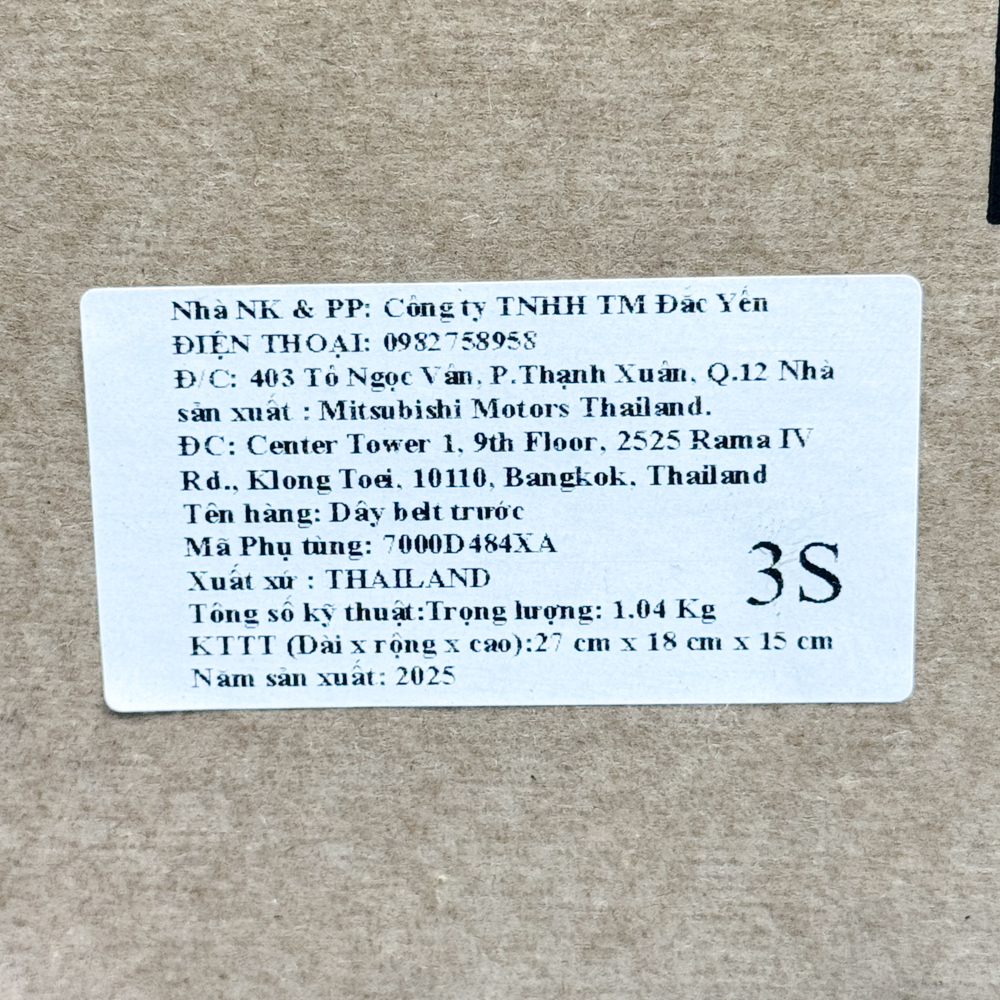 Nhà NK & PP: Công ty TNHH TM Đắc Yến
ĐIỆN THOẠI: 0982758958
Đ/C: 403 Tô Ngọc Vân, P.Thạnh Xuân, Q.12 Nhà
sản xuất : Mitsubishi Motors Thailand.
ĐC: Center Tower 1, 9th Floor, 2525 Rama IV
Rd., Klong Toei, 10110, Bangkok, Thailand
Tên hàng: Dây belt trước
Mã Phụ tùng: 7000D484XA
Xuất xứ : THAILAND
3S
Tông số kỹ thuật:Trọng lượng: 1.04 Kg
KTTT (Dài x rộng x cao):27 cm x 18 cm x 15 cm
Năm sản xuất: 2025